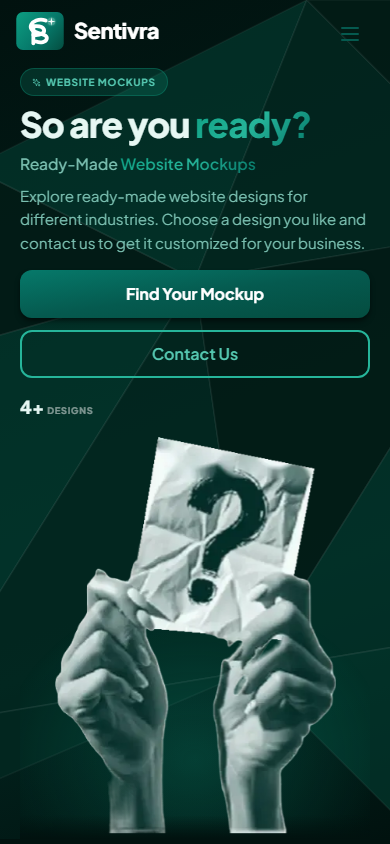 Sentivra
WEBSITE MOCKUPS
So are you ready?
Ready-Made Website Mockups
Explore ready-made website designs for
different industries. Choose a design you like and
contact us to get it customized for your business.
Find Your Mockup
Contact Us
4+ DESIGNS
?